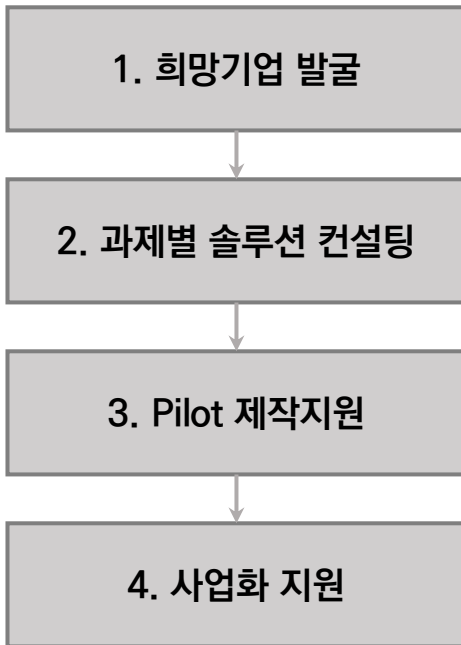 1. 희망기업 발굴
2. 과제별 솔루션 컨설팅
3. Pilot 제작지원
4. 사업화 지원